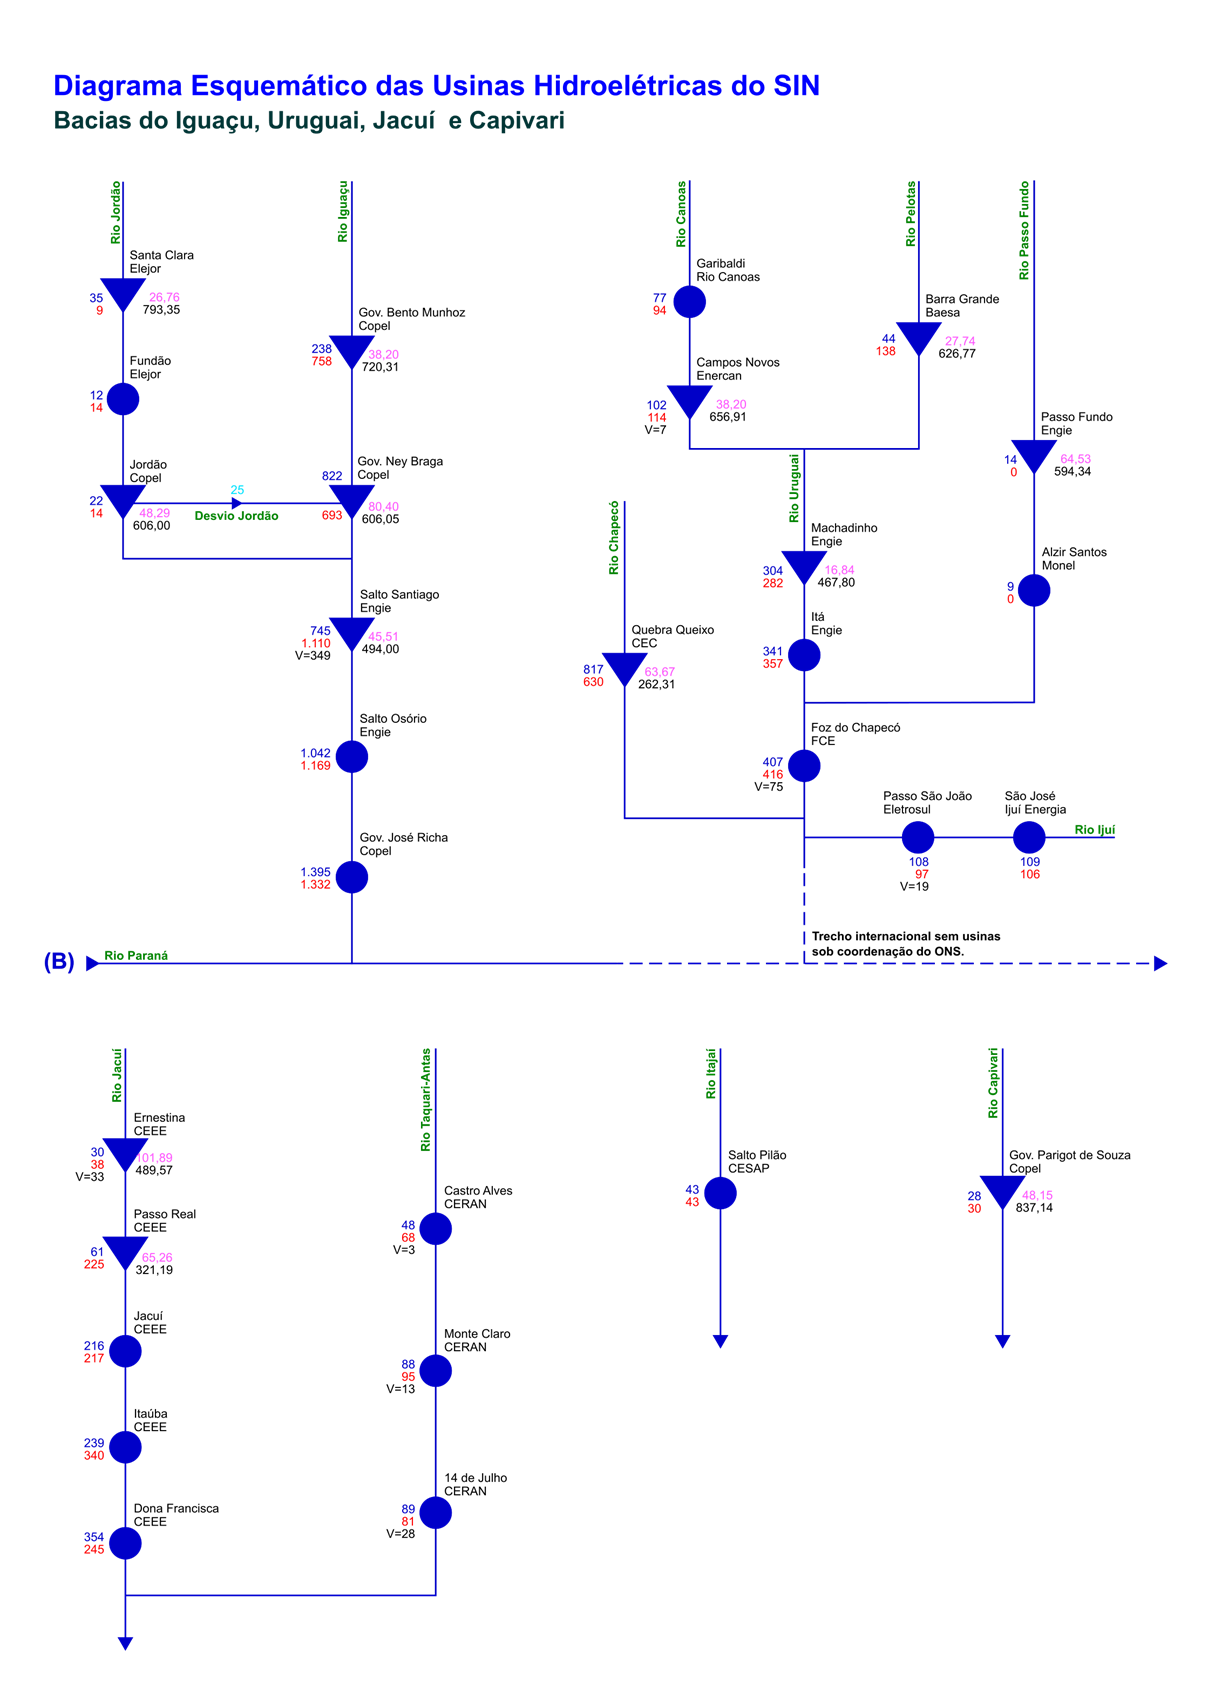 Diagrama Esquemático das Usinas Hidroelétricas do SIN
Bacias do Iguaçu, Uruguai, Jacuí e Capivari
Rio Jordão
Santa Clara
Elejor
35
9
26,76
793,35
Fundão
Elejor
12
14
Jordão
Copel
22
14
48,29
606,00
25
Desvio Jordão
Rio Iguaçu
Gov. Bento Munhoz
Copel
238
758
38,20
720,31
Gov. Ney Braga
Copel
822
693
80,40
606,05
Salto Santiago
Engie
745
1.110
V=349
45,51
494,00
Salto Osório
Engie
1.042
1.169
Gov. José Richa
Copel
1.395
1.332
Rio Canoas
Garibaldi
Rio Canoas
77
94
Campos Novos
Enercan
102
114
V=7
38,20
656,91
Rio Pelotas
Barra Grande
Baesa
44
138
27,74
626,77
Rio Passo Fundo
Passo Fundo
Engie
14
0
64,53
594,34
Alzir Santos
Monel
9
0
Rio Uruguai
Machadinho
Engie
304
282
16,84
467,80
Itá
Engie
341
357
Rio Chapecó
Quebra Queixo
CEC
817
630
63,67
262,31
Foz do Chapecó
FCE
407
416
V=75
Passo São João
Eletrosul
108
97
V=19
São José
Ijuí Energia
109
106
Rio Ijuí
Trecho internacional sem usinas
sob coordenação do ONS.
(B)
Rio Paraná
Rio Jacuí
Ernestina
CEEE
30
38
V=33
101,89
489,57
Passo Real
CEEE
61
225
65,26
321,19
Jacuí
CEEE
216
217
Itaúba
CEEE
239
340
Dona Francisca
CEEE
354
245
Rio Taquari-Antas
Castro Alves
CERAN
48
68
V=3
Monte Claro
CERAN
88
95
V=13
14 de Julho
CERAN
89
81
V=28
Rio Itajaí
Salto Pilão
CESAP
43
43
Rio Capivari
Gov. Parigot de Souza
Copel
28
30
48,15
837,14